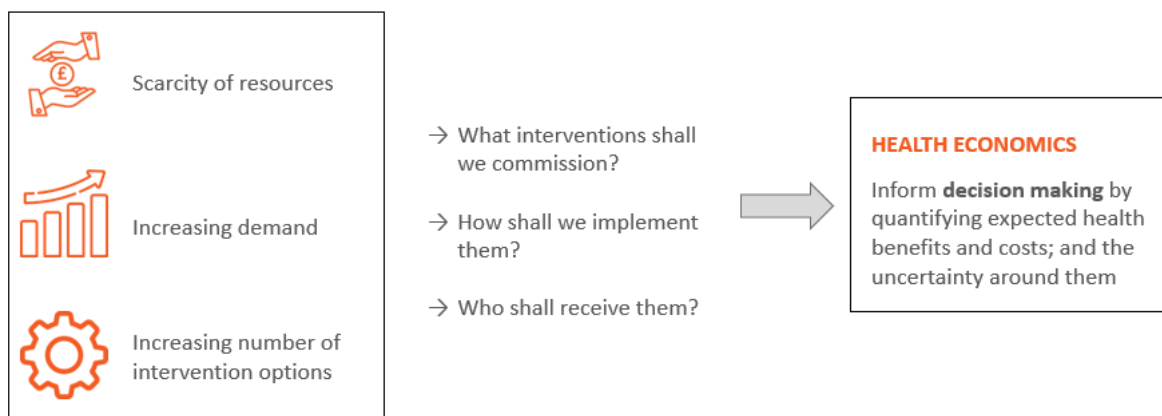 £
Scarcity of resources
Increasing demand
Increasing number of
intervention options
→ What interventions shall
we commission?
→ How shall we implement
them?
→ Who shall receive them?
HEALTH ECONOMICS
Inform decision making by
quantifying expected health
benefits and costs; and the
uncertainty around them